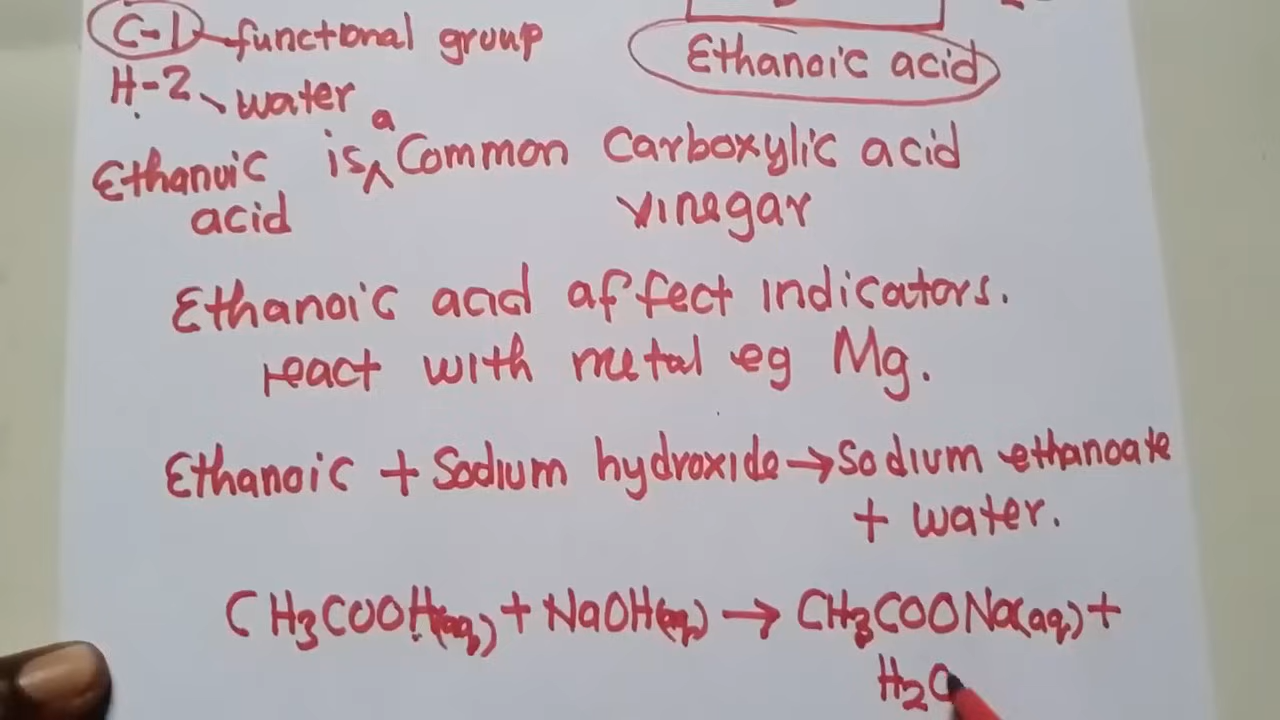 C-1 functional group
Ethanoic acid
H-2 water
Ethanoic is a Common Carboxylic acid
acid vinegar
Ethanoic acid affect indicators.
react with metal eg Mg.
Ethanoic + Sodium hydroxide → Sodium ethanoate
+ water.
CH3COOH(aq) + NaOH(aq) → CH3COONa(aq) +
H2O